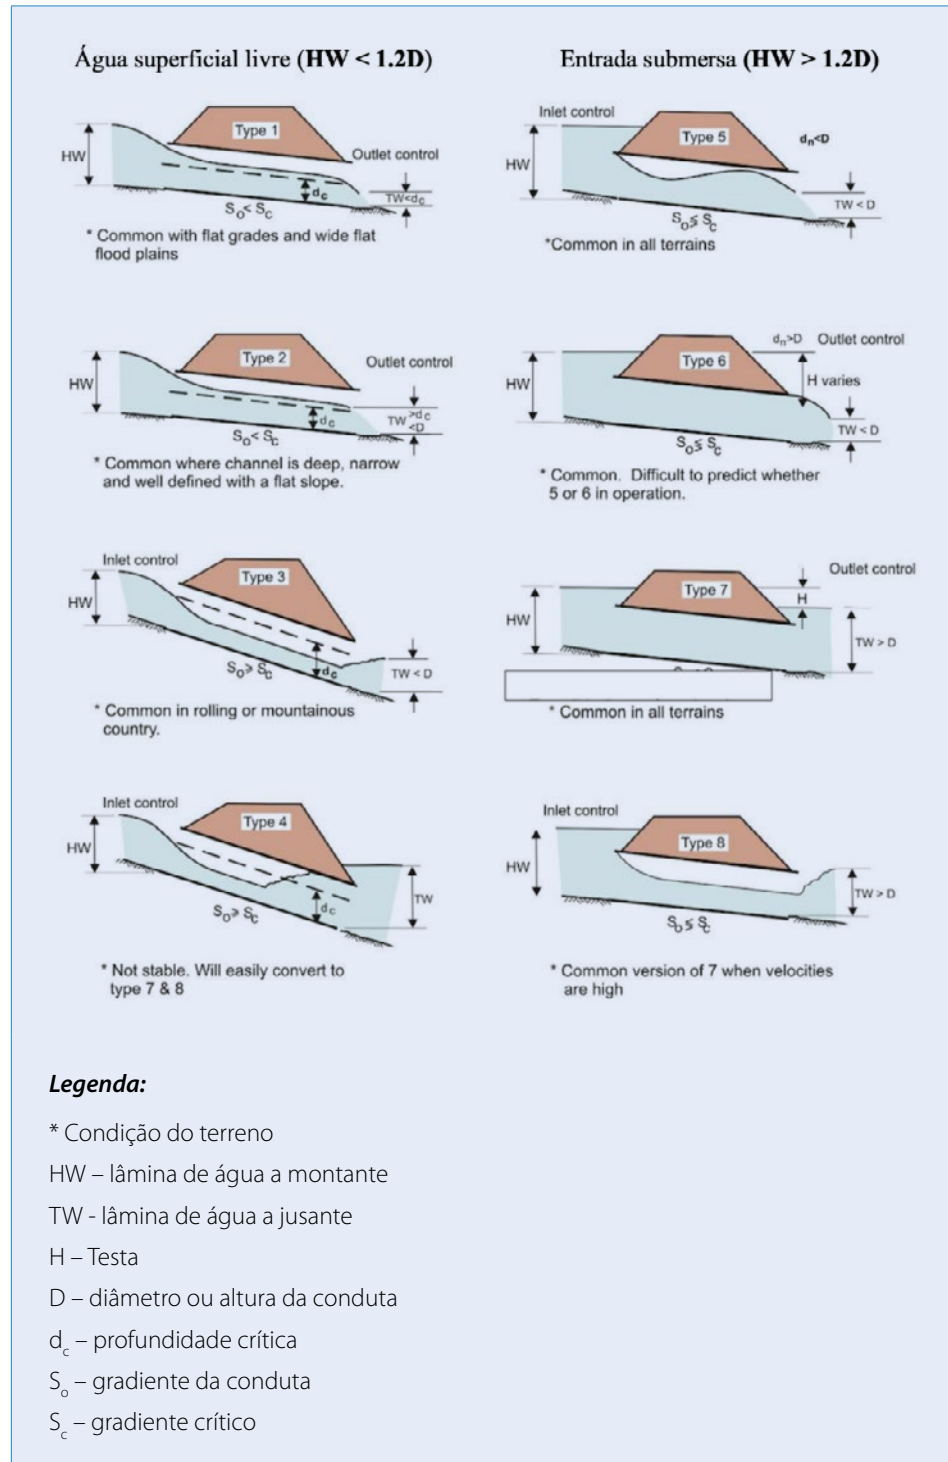 Água superficial livre (HW < 1.2D)
Type 1
HW
Outlet control
dc
TW<dc
So< Sc
* Common with flat grades and wide flat
flood plains
Type 2
Outlet control
HW
dc
TW >dc <D
So< Sc
* Common where channel is deep, narrow
and well defined with a flat slope.
Inlet control
Type 3
HW
So⩾ Sc
dc
TW < D
* Common in rolling or mountainous
country.
Inlet control
Type 4
HW
So⩾ Sc
dc
TW
* Not stable. Will easily convert to
type 7 & 8
Entrada submersa (HW > 1.2D)
Inlet control
Type 5
dn<D
HW
TW < D
So⩽ Sc
*Common in all terrains
dn>D Outlet control
Type 6
HW
H varies
TW < D
So⩽ Sc
* Common. Difficult to predict whether
5 or 6 in operation.
Outlet control
Type 7
H
HW
TW > D
* Common in all terrains
Inlet control
Type 8
HW
TW > D
So⩽ Sc
* Common version of 7 when velocities
are high
Legenda:
* Condição do terreno
HW – lâmina de água a montante
TW - lâmina de água a jusante
H – Testa
D – diâmetro ou altura da conduta
dc – profundidade crítica
So – gradiente da conduta
Sc – gradiente crítico